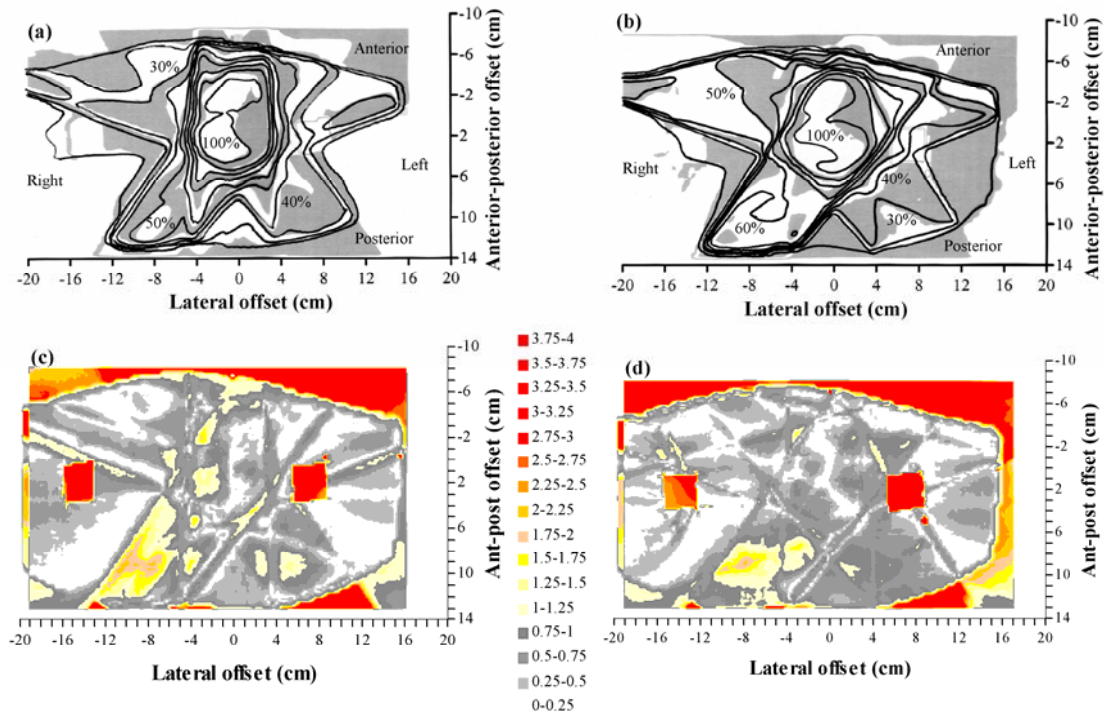 (a)
30%
Anterior
100%
Right
Left
50%
40%
Posterior
-20 -16 -12 -8 -4 0 4 8 12 16 20
Lateral offset (cm)
-10
-6
-2
2
6
10
14
Anterior-posterior offset (cm)
(b)
50%
Anterior
100%
Right
Left
40%
60%
30%
Posterior
-20 -16 -12 -8 -4 0 4 8 12 16 20
Lateral offset (cm)
-10
-6
-2
2
6
10
14
Anterior-posterior offset (cm)
(c)
-20 -16 -12 -8 -4 0 4 8 12 16 20
Lateral offset (cm)
-10
-6
-2
2
6
10
14
Ant-post offset (cm)
3.75-4
3.5-3.75
3.25-3.5
3-3.25
2.75-3
2.5-2.75
2.25-2.5
2-2.25
1.75-2
1.5-1.75
1.25-1.5
1-1.25
0.75-1
0.5-0.75
0.25-0.5
0-0.25
(d)
-20 -16 -12 -8 -4 0 4 8 12 16 20
Lateral offset (cm)
-10
-6
-2
2
6
10
14
Ant-post offset (cm)